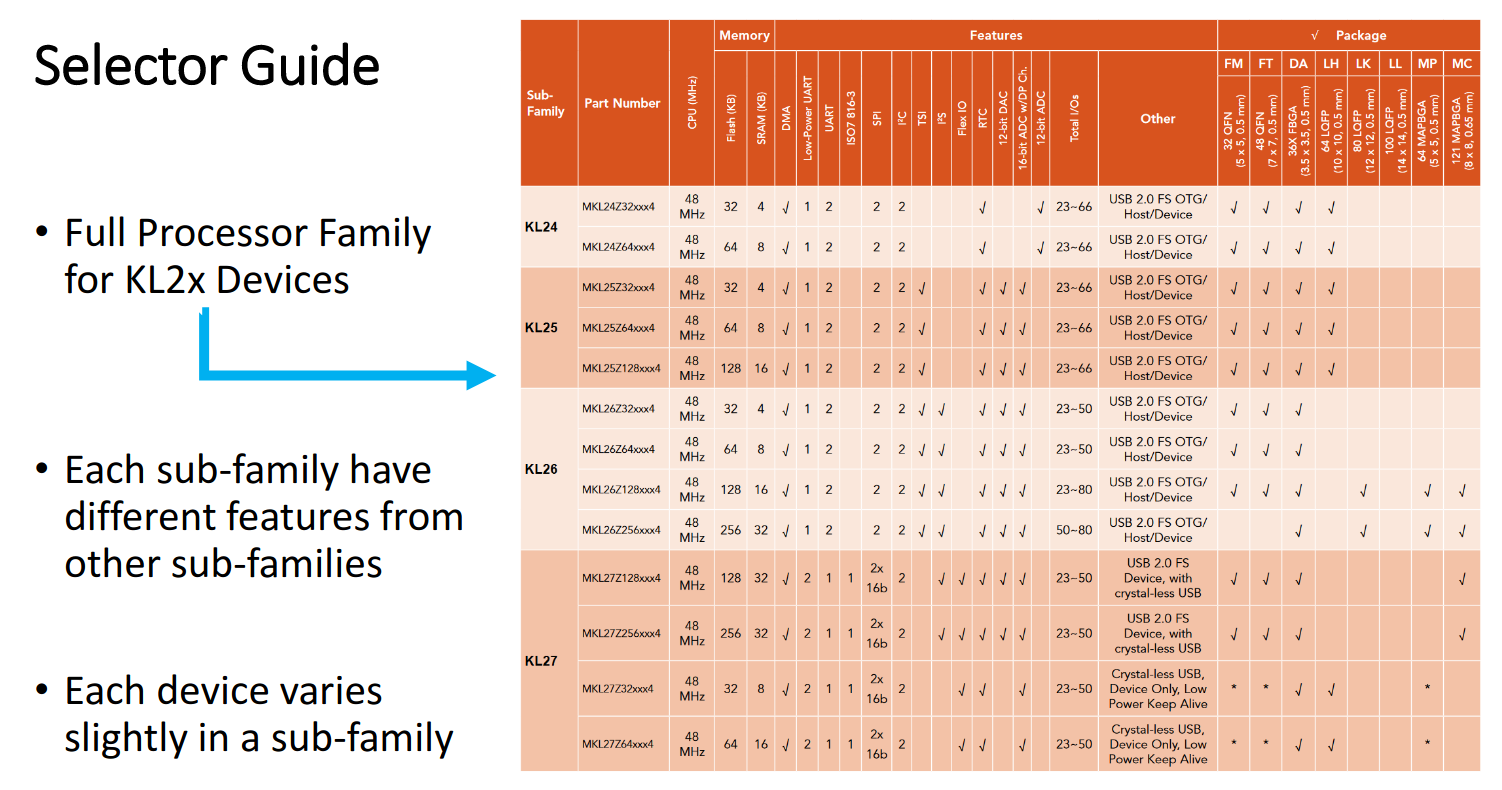 Selector Guide
• Full Processor Family
for KL2x Devices
• Each sub-family have
different features from
other sub-families
• Each device varies
slightly in a sub-family
Memory Features √ Package
FM FT DA LH LK LL MP MC
Sub-Family Part Number CPU (MHz) Flash (KB) SRAM (KB) DMA Low-Power UART UART ISO7 816-3 SPI I²C TSI I²S Flex IO RTC 12-bit DAC 16-bit ADC w/DP Ch. 12-bit ADC Total I/Os Other 32 QFN (5 x 5, 0.5 mm) 48 QFN (7 x 7, 0.5 mm) 36X FBGA (3.5 x 3.5, 0.5 mm) 64 LQFP (10 x 10, 0.5 mm) 80 LQFP (12 x 12, 0.5 mm) 100 LQFP (14 x 14, 0.5 mm) 64 MAPBGA (5 x 5, 0.5 mm) 121 MAPBGA (8 x 8, 0.65 mm)
KL24
MKL24Z32xxx4 48 MHz 32 4 √ 1 2 2 2 √ √ 23~66 USB 2.0 FS OTG/ Host/Device √ √ √ √
MKL24Z64xxx4 48 MHz 64 8 √ 1 2 2 2 √ √ 23~66 USB 2.0 FS OTG/ Host/Device √ √ √ √
KL25
MKL25Z32xxx4 48 MHz 32 4 √ 1 2 2 2 √ √ √ √ 23~66 USB 2.0 FS OTG/ Host/Device √ √ √ √
MKL25Z64xxx4 48 MHz 64 8 √ 1 2 2 2 √ √ √ √ 23~66 USB 2.0 FS OTG/ Host/Device √ √ √ √
MKL25Z128xxx4 48 MHz 128 16 √ 1 2 2 2 √ √ √ √ 23~66 USB 2.0 FS OTG/ Host/Device √ √ √ √
KL26
MKL26Z32xxx4 48 MHz 32 4 √ 1 2 2 2 √ √ √ √ √ 23~50 USB 2.0 FS OTG/ Host/Device √ √ √
MKL26Z64xxx4 48 MHz 64 8 √ 1 2 2 2 √ √ √ √ √ 23~50 USB 2.0 FS OTG/ Host/Device √ √ √
MKL26Z128xxx4 48 MHz 128 16 √ 1 2 2 2 √ √ √ √ √ 23~80 USB 2.0 FS OTG/ Host/Device √ √ √ √ √ √
MKL26Z256xxx4 48 MHz 256 32 √ 1 2 2 2 √ √ √ √ √ 50~80 USB 2.0 FS OTG/ Host/Device √ √ √ √
KL27
MKL27Z128xxx4 48 MHz 128 32 √ 2 1 1 2x 16b 2 √ √ √ √ √ 23~50 USB 2.0 FS Device, with crystal-less USB √ √ √ √
MKL27Z256xxx4 48 MHz 256 32 √ 2 1 1 2x 16b 2 √ √ √ √ √ 23~50 USB 2.0 FS Device, with crystal-less USB √ √ √ √
MKL27Z32xxx4 48 MHz 32 8 √ 2 1 1 2x 16b 2 √ √ √ 23~50 Crystal-less USB, Device Only, Low Power Keep Alive * * √ √ *
MKL27Z64xxx4 48 MHz 64 16 √ 2 1 1 2x 16b 2 √ √ √ 23~50 Crystal-less USB, Device Only, Low Power Keep Alive * * √ √ *